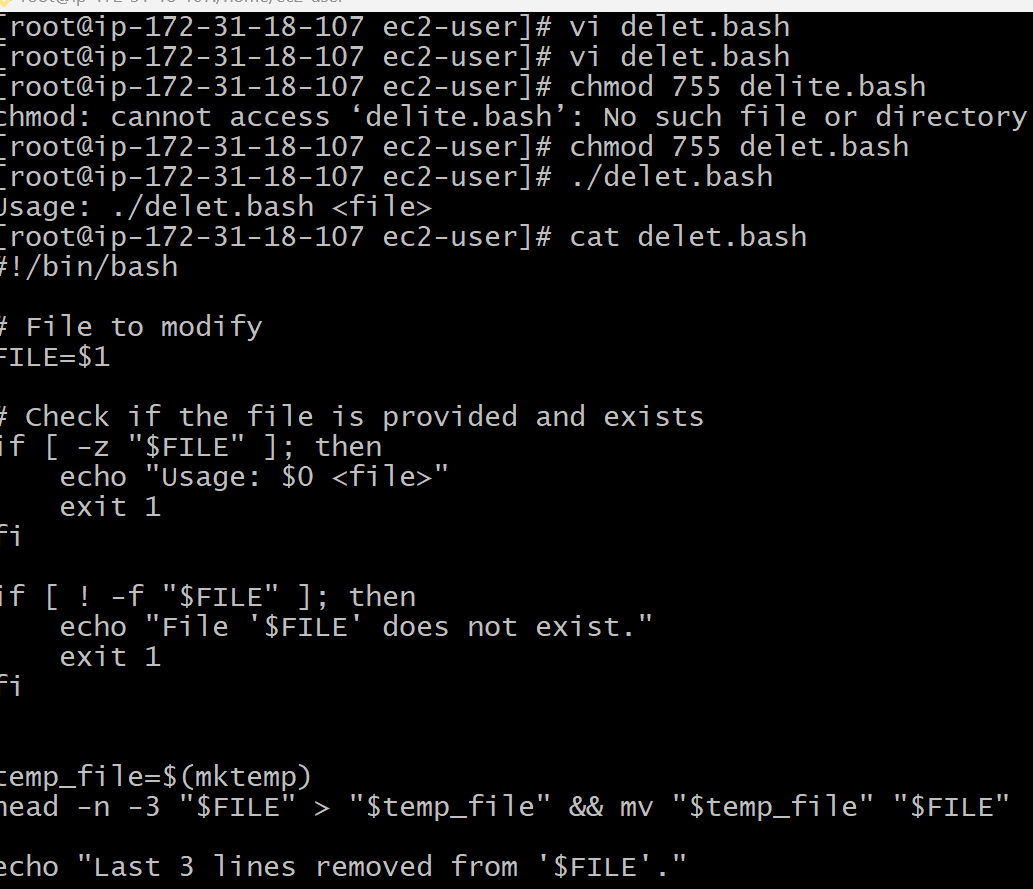 [root@ip-172-31-18-107 ec2-user]# vi delet.bash
[root@ip-172-31-18-107 ec2-user]# vi delet.bash
[root@ip-172-31-18-107 ec2-user]# chmod 755 delite.bash
chmod: cannot access ‘delite.bash’: No such file or directory
[root@ip-172-31-18-107 ec2-user]# chmod 755 delet.bash
[root@ip-172-31-18-107 ec2-user]# ./delet.bash
Usage: ./delet.bash <file>
[root@ip-172-31-18-107 ec2-user]# cat delet.bash
#!/bin/bash

# File to modify
FILE=$1

# Check if the file is provided and exists
if [ -z "$FILE" ]; then
    echo "Usage: $0 <file>"
    exit 1
fi

if [ ! -f "$FILE" ]; then
    echo "File '$FILE' does not exist."
    exit 1
fi


temp_file=$(mktemp)
head -n -3 "$FILE" > "$temp_file" && mv "$temp_file" "$FILE"

echo "Last 3 lines removed from '$FILE'."